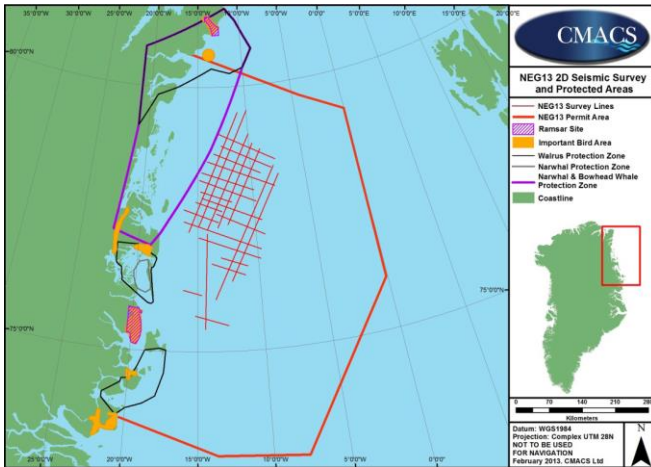 25°0'0"W
20°0'0"W
15°0'0"W
10°0'0"W
5°0'0"W
0°0'0"
5°0'0"E
10°0'0"E
20°0'0"E
80°0'0"N
75°0'0"N
75°0'0"N
25°0'0"W
20°0'0"W
15°0'0"W
10°0'0"W
5°0'0"W
0°0'0"
CMACS
NEG13 2D Seismic Survey
and Protected Areas
NEG13 Survey Lines
NEG13 Permit Area
Ramsar Site
Important Bird Area
Walrus Protection Zone
Narwhal Protection Zone
Narwhal & Bowhead Whale
Protection Zone
Coastline
0 70 140 210 280
Kilometers
Datum: WGS1984
Projection: Complex UTM 28N
NOT TO BE USED
FOR NAVIGATION
February 2013. CMACS Ltd
N